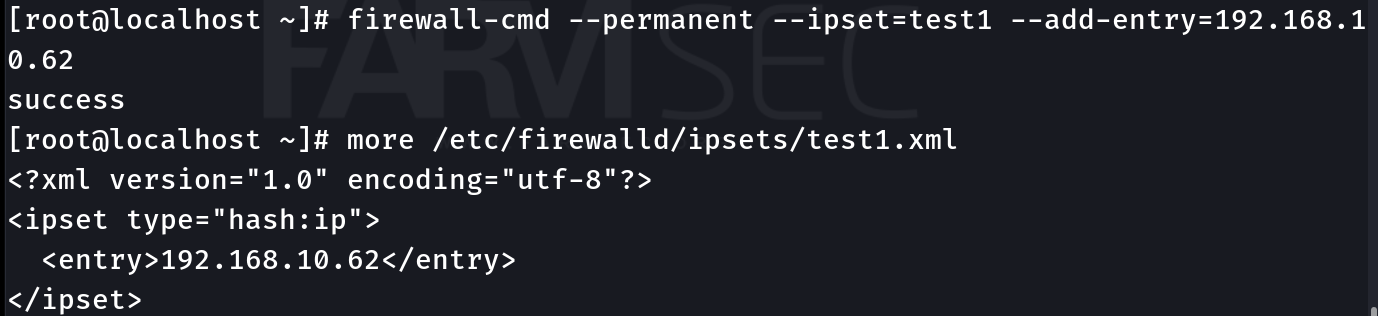 [root@localhost ~]# firewall-cmd --permanent --ipset=test1 --add-entry=192.168.1
0.62
success
[root@localhost ~]# more /etc/firewalld/ipsets/test1.xml
<?xml version="1.0" encoding="utf-8"?>
<ipset type="hash:ip">
  <entry>192.168.10.62</entry>
</ipset>
FARVISEC